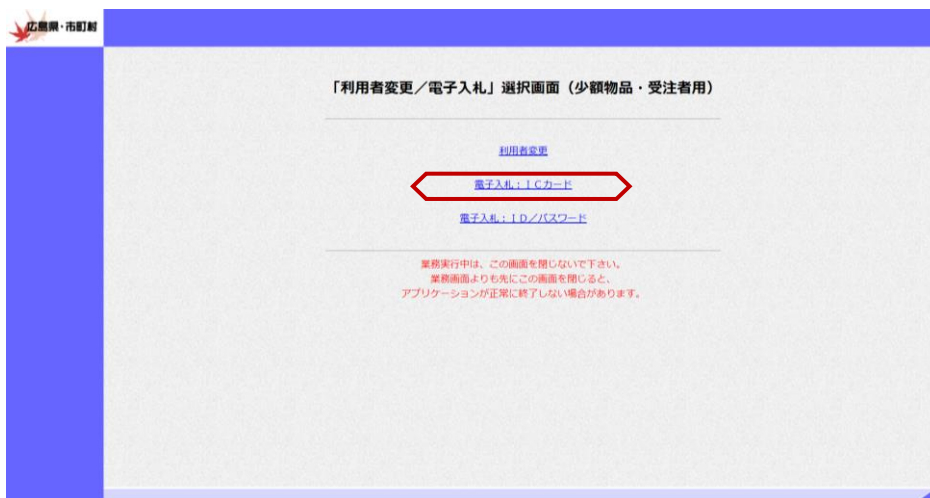 広島県・市町村
「利用者変更／電子入札」選択画面（少額物品・受注者用）
利用者変更
電子入札：ＩＣカード
電子入札：ＩＤ／パスワード
業務実行中は、この画面を閉じないで下さい。
業務画面よりも先にこの画面を閉じると、
アプリケーションが正常に終了しない場合があります。